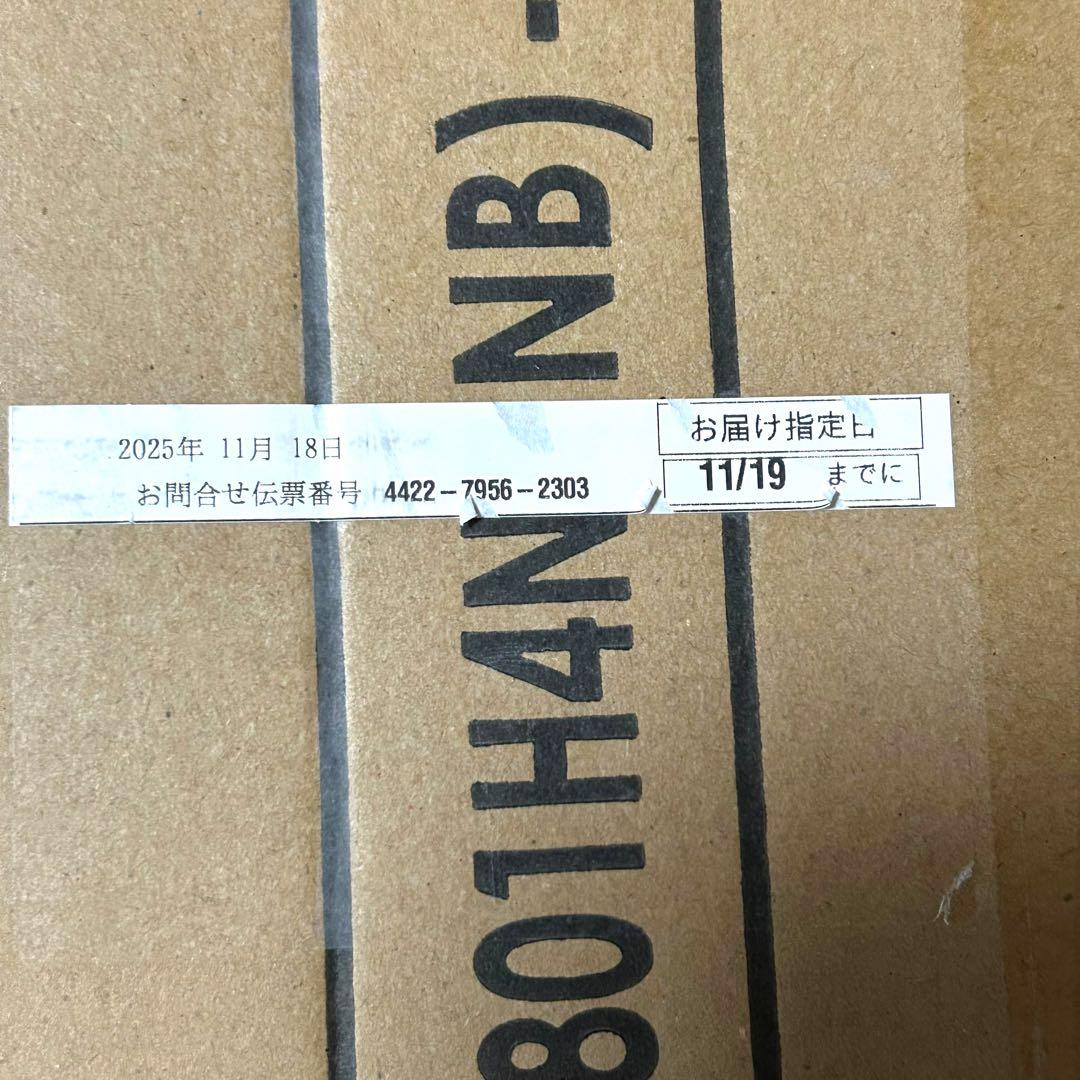 2025年 11月 18日
お問合せ伝票番号 4422-7956-2303
お届け指定日
11/19 までに
801H4N
NB)-